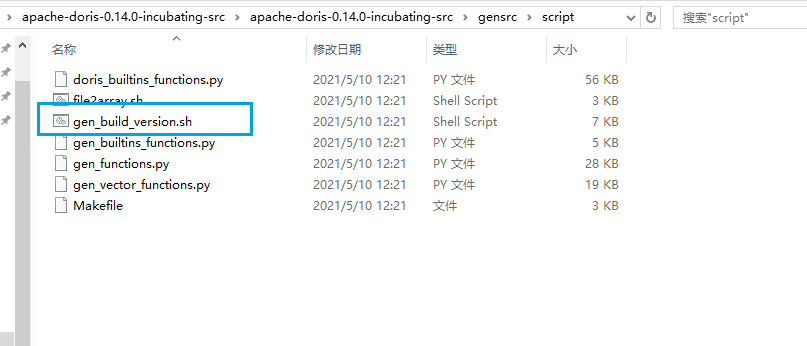 apache-doris-0.14.0-incubating-src > apache-doris-0.14.0-incubating-src > gensrc > script
搜索"script"
名称 修改日期 类型 大小
doris_builtins_functions.py 2021/5/10 12:21 PY 文件 56 KB
file2array.sh 2021/5/10 12:21 Shell Script 3 KB
gen_build_version.sh 2021/5/10 12:21 Shell Script 7 KB
gen_builtins_functions.py 2021/5/10 12:21 PY 文件 5 KB
gen_functions.py 2021/5/10 12:21 PY 文件 28 KB
gen_vector_functions.py 2021/5/10 12:21 PY 文件 19 KB
Makefile 2021/5/10 12:21 文件 3 KB